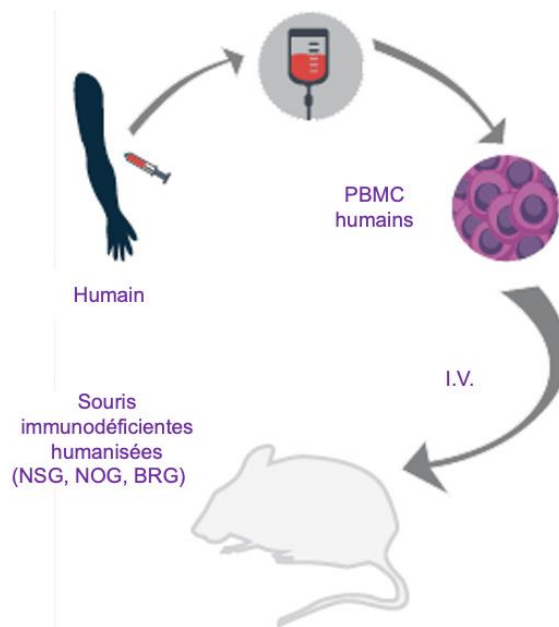 PBMC
humains
Humain
I.V.
Souris
immunodéficientes
humanisées
(NSG, NOG, BRG)